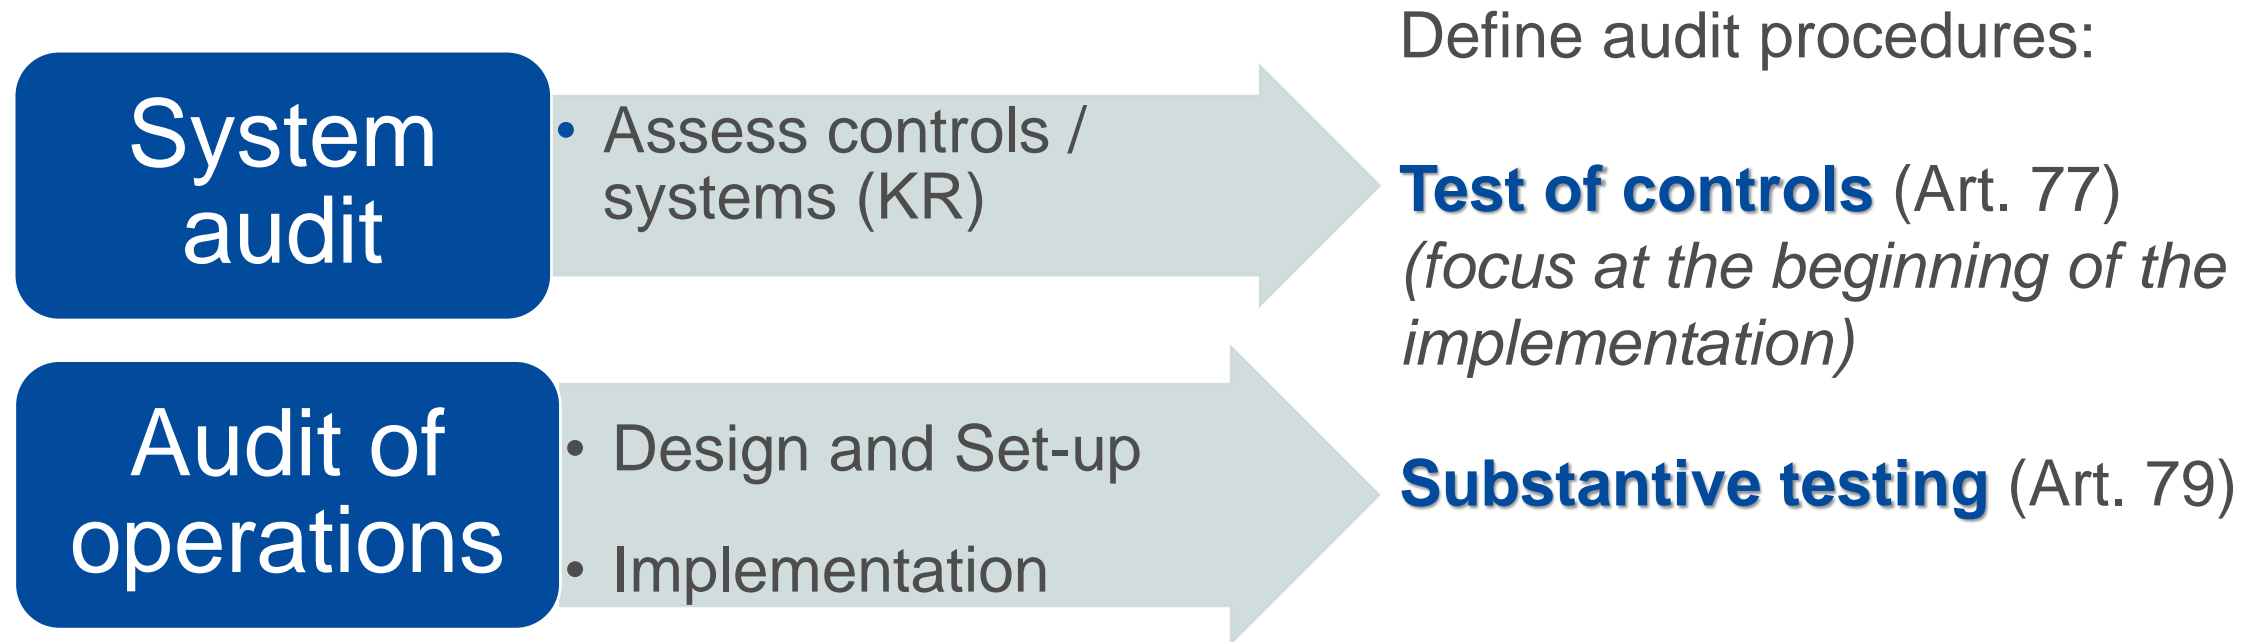 System
audit
• Assess controls /
systems (KR)
Audit of
operations
• Design and Set-up
• Implementation
Define audit procedures:
Test of controls (Art. 77)
(focus at the beginning of the
implementation)
Substantive testing (Art. 79)